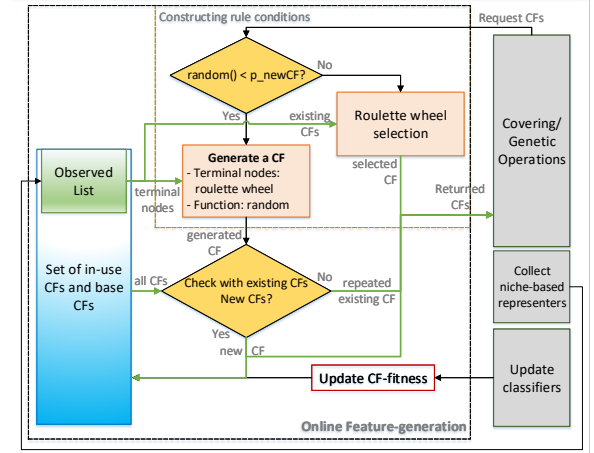 Constructing rule conditions
Request CFs
random() < p_newCF?
No
Yes
existing
CFs
Roulette wheel
selection
Covering/
Genetic
Operations
Observed
List
terminal
nodes
Generate a CF
- Terminal nodes:
roulette wheel
- Function: random
selected
CF
Returned
CFs
generated
CF
Set of in-use
CFs and base
CFs
all CFs
Check with existing CFs
New CFs?
No
repeated
existing CF
Collect
niche-based
representers
Yes
new CF
Update CF-fitness
Update
classifiers
Online Feature-generation